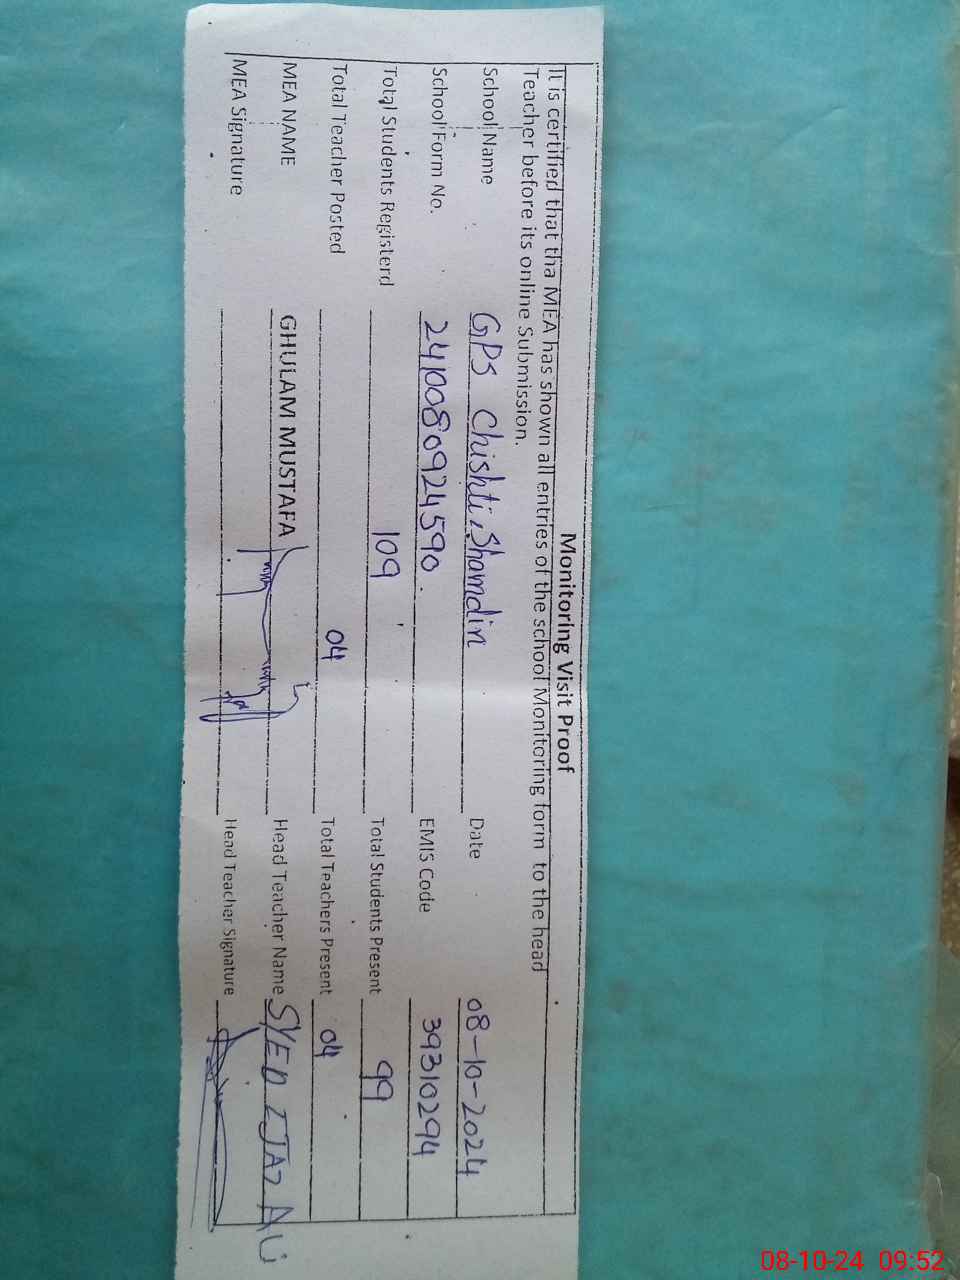 Monitoring Visit Proof
It is certified that tha MEA has shown all entries of the school Monitoring form to the head
Teacher before its online Submission.
School Name GPS Chishti Shamdin Date 08-10-2024
School Form No. 2410080924590 EMIS Code 39310294
Total Students Registerd 109 Total Students Present 99
Total Teacher Posted 04 Total Teachers Present 04
MEA NAME GHULAM MUSTAFA Head Teacher Name SYED IJAZ ALI
MEA Signature Head Teacher Signature
08-10-24 09:52